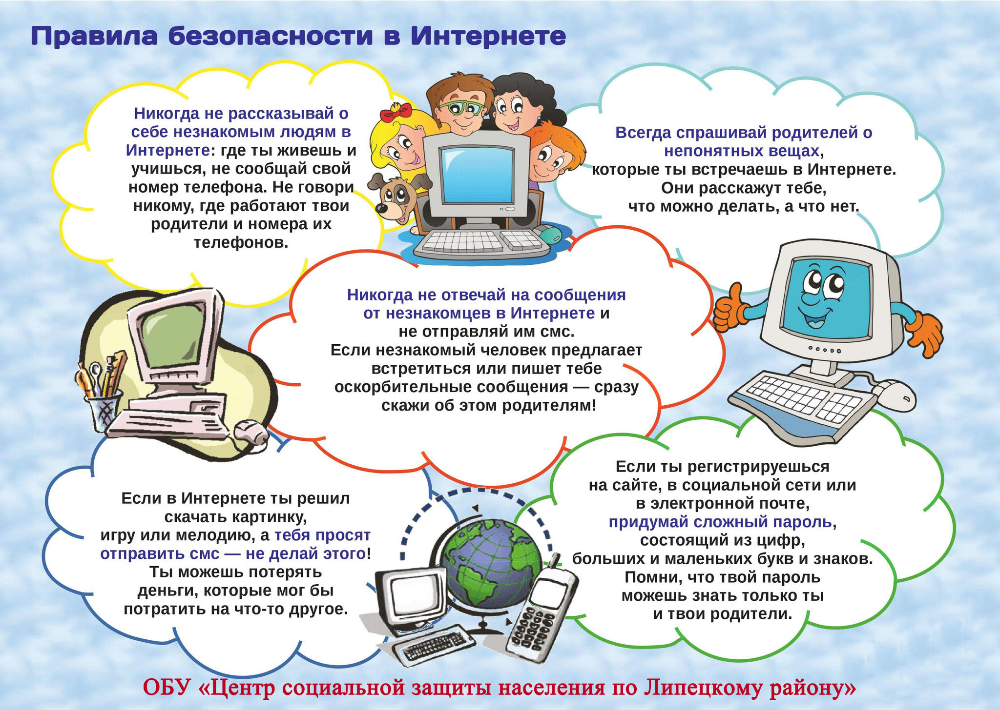 Правила безопасности в Интернете
Никогда не рассказывай о
себе незнакомым людям в
Интернете: где ты живешь и
учишься, не сообщай свой
номер телефона. Не говори
никому, где работают твои
родители и номера их
телефонов.
Всегда спрашивай родителей о
непонятных вещах,
которые ты встречаешь в Интернете.
Они расскажут тебе,
что можно делать, а что нет.
Никогда не отвечай на сообщения
от незнакомцев в Интернете и
не отправляй им смс.
Если незнакомый человек предлагает
встретиться или пишет тебе
оскорбительные сообщения — сразу
скажи об этом родителям!
Если в Интернете ты решил
скачать картинку,
игру или мелодию, а тебя просят
отправить смс — не делай этого!
Ты можешь потерять
деньги, которые мог бы
потратить на что-то другое.
Если ты регистрируешься
на сайте, в социальной сети или
в электронной почте,
придумай сложный пароль,
состоящий из цифр,
больших и маленьких букв и знаков.
Помни, что твой пароль
можешь знать только ты
и твои родители.
ОБУ «Центр социальной защиты населения по Липецкому району»